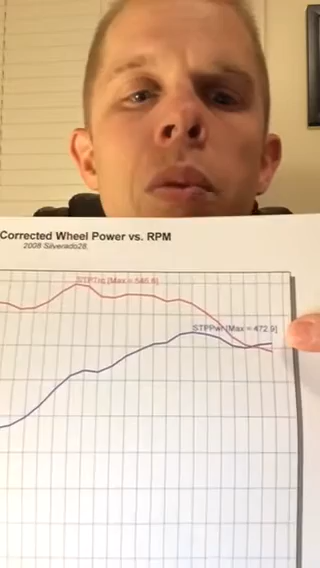 Corrected Wheel Power vs. RPM
2008 Silverado28,
STPTrq [Max = 546.6]
STPPwr [Max = 472.9]